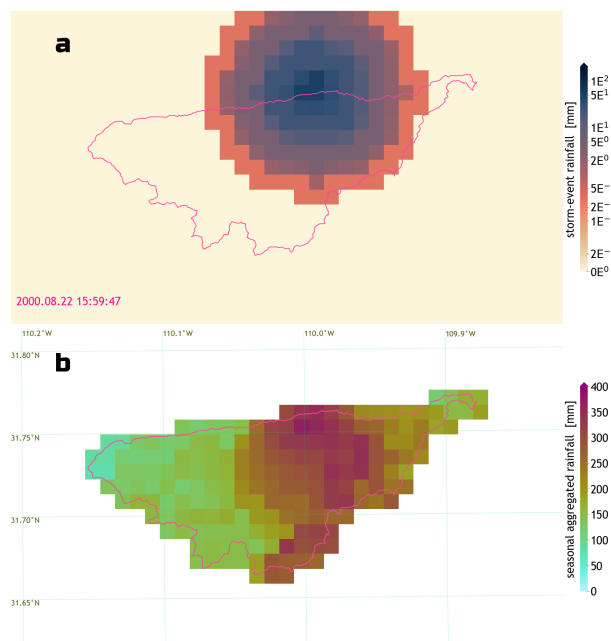 a
1E²
5E¹
1E¹
5E⁰
2E⁰
5E⁻
2E⁻
1E⁻
2E⁻
0E⁰
storm-event rainfall [mm]
2000.08.22 15:59:47
110.2°W
110.1°W
110.0°W
109.9°W
31.80°N
b
31.75°N
31.70°N
31.65°N
400
350
300
250
200
150
100
50
0
seasonal aggregated rainfall [mm]